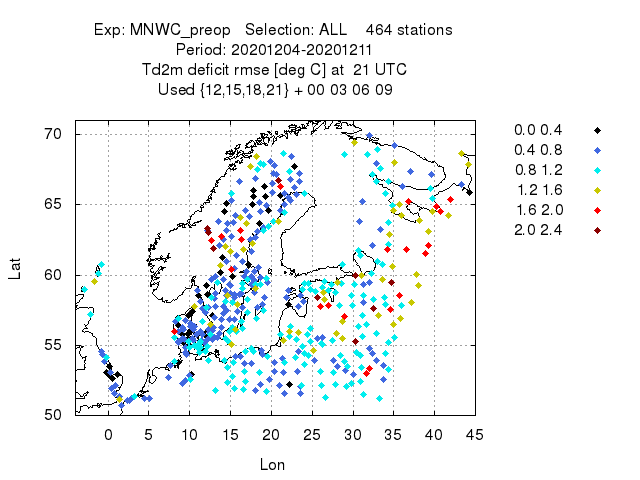 Exp: MNWC_preop   Selection: ALL    464 stations
Period: 20201204-20201211
Td2m deficit rmse [deg C] at  21 UTC
Used {12,15,18,21} + 00 03 06 09
70
65
60
55
50
0 5 10 15 20 25 30 35 40 45
Lat
Lon
0.0 0.4
0.4 0.8
0.8 1.2
1.2 1.6
1.6 2.0
2.0 2.4